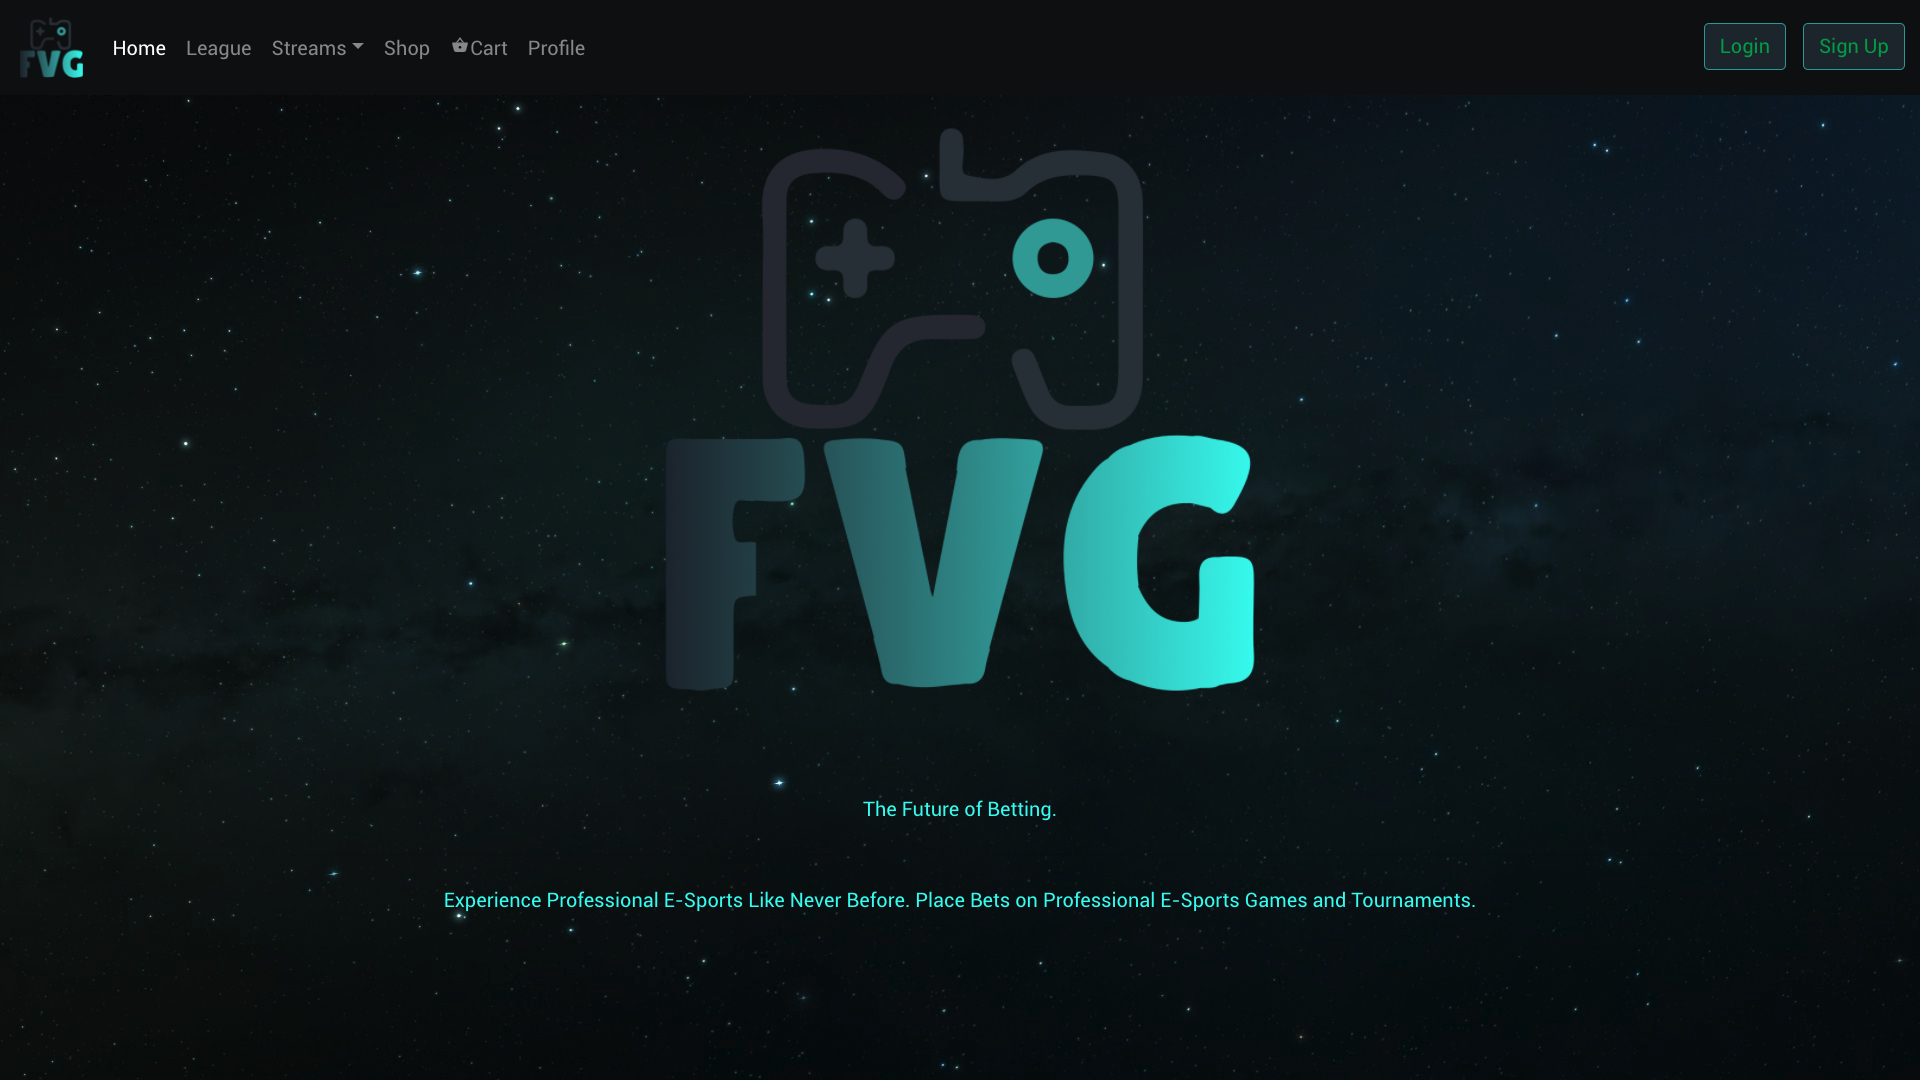 FVG
Home League Streams Shop Cart Profile Login Sign Up
FVG
The Future of Betting.
Experience Professional E-Sports Like Never Before. Place Bets on Professional E-Sports Games and Tournaments.